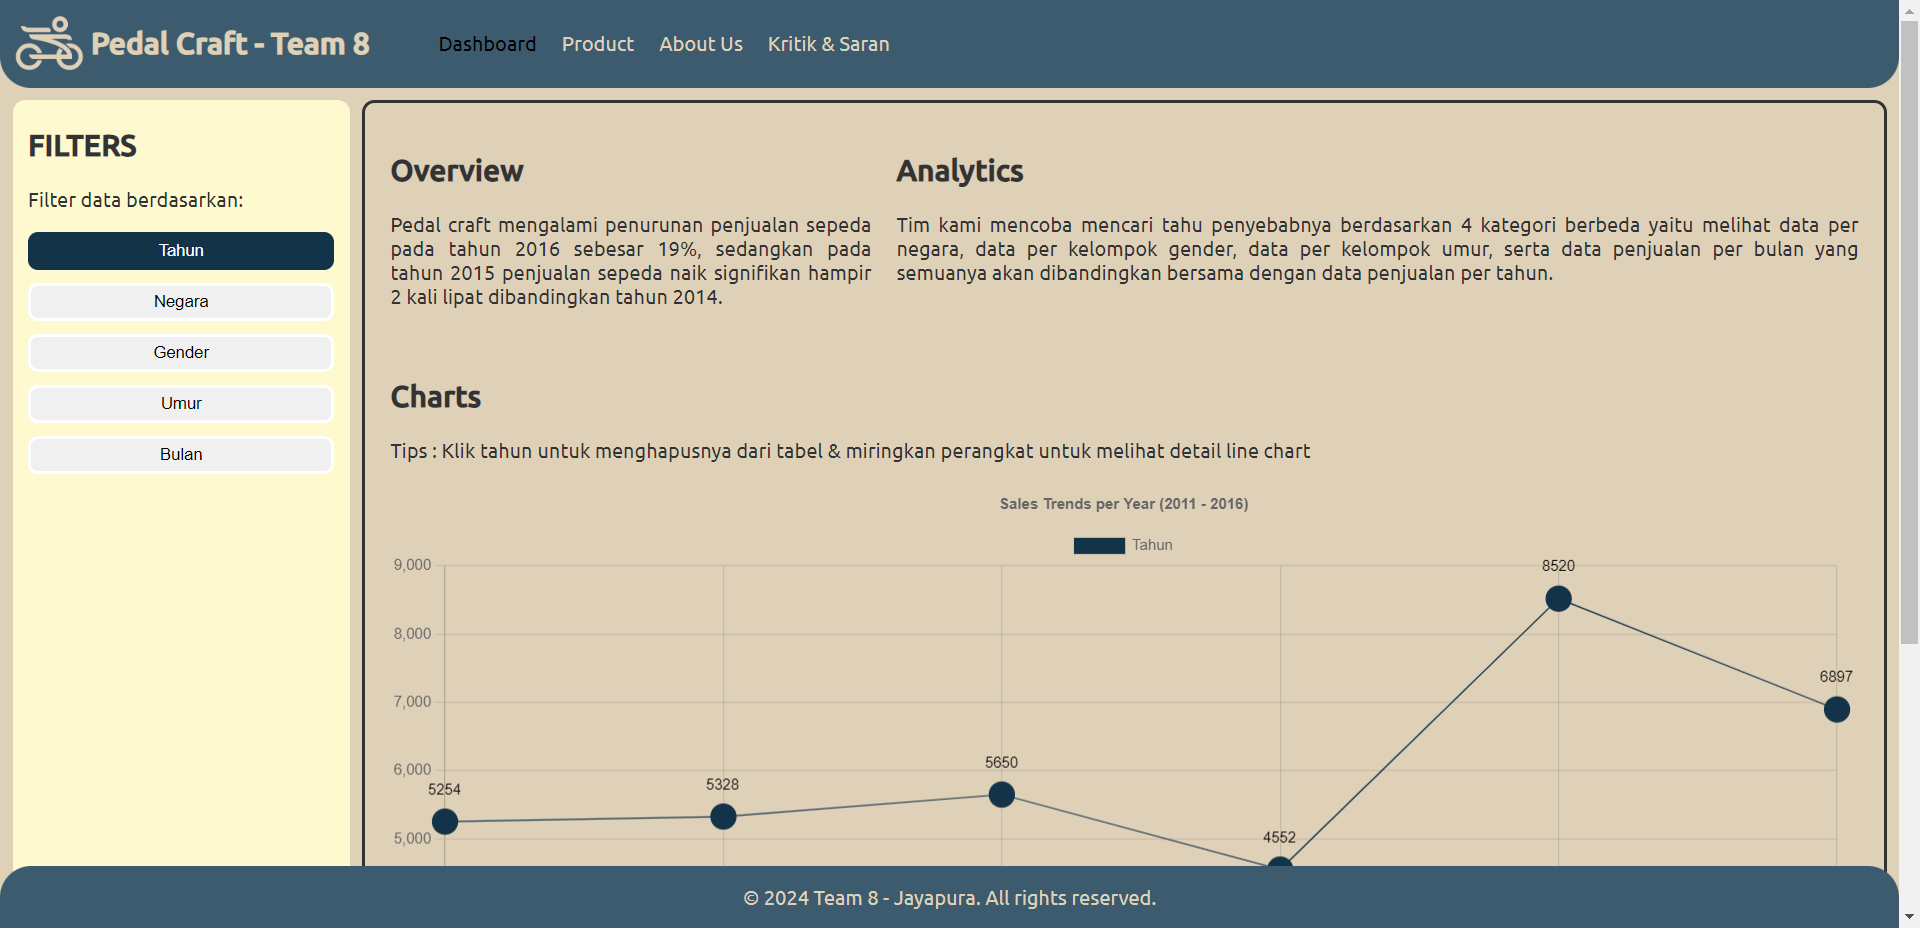 Pedal Craft - Team 8
Dashboard Product About Us Kritik & Saran
FILTERS
Filter data berdasarkan:
Tahun
Negara
Gender
Umur
Bulan
Overview
Pedal craft mengalami penurunan penjualan sepeda
pada tahun 2016 sebesar 19%, sedangkan pada
tahun 2015 penjualan sepeda naik signifikan hampir
2 kali lipat dibandingkan tahun 2014.
Analytics
Tim kami mencoba mencari tahu penyebabnya berdasarkan 4 kategori berbeda yaitu melihat data per
negara, data per kelompok gender, data per kelompok umur, serta data penjualan per bulan yang
semuanya akan dibandingkan bersama dengan data penjualan per tahun.
Charts
Tips : Klik tahun untuk menghapusnya dari tabel & miringkan perangkat untuk melihat detail line chart
Sales Trends per Year (2011 - 2016)
Tahun
9,000
8,000
7,000
6,000
5,000
5254
5328
5650
4552
8520
6897
© 2024 Team 8 - Jayapura. All rights reserved.